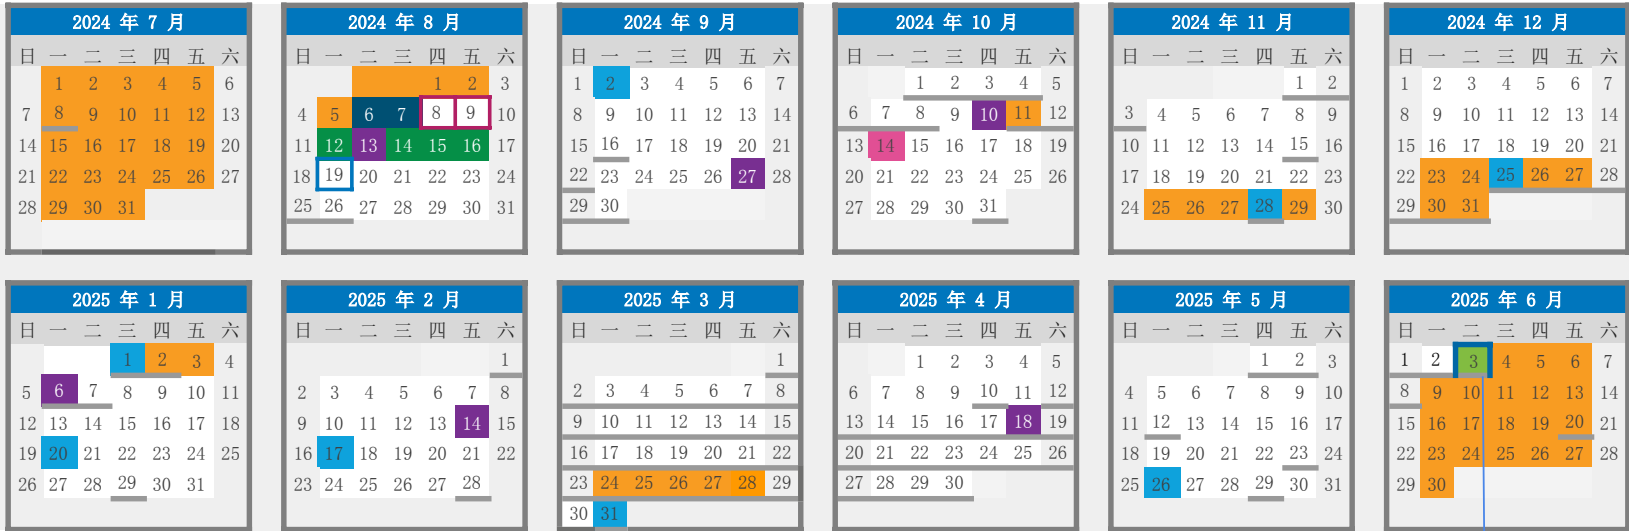 2024 年 7 月
日 一 二 三 四 五 六
1 2 3 4 5 6
7 8 9 10 11 12 13
14 15 16 17 18 19 20
21 22 23 24 25 26 27
28 29 30 31
2024 年 8 月
日 一 二 三 四 五 六
1 2 3
4 5 6 7 8 9 10
11 12 13 14 15 16 17
18 19 20 21 22 23 24
25 26 27 28 29 30 31
2024 年 9 月
日 一 二 三 四 五 六
1 2 3 4 5 6 7
8 9 10 11 12 13 14
15 16 17 18 19 20 21
22 23 24 25 26 27 28
29 30
2024 年 10 月
日 一 二 三 四 五 六
1 2 3 4 5
6 7 8 9 10 11 12
13 14 15 16 17 18 19
20 21 22 23 24 25 26
27 28 29 30 31
2024 年 11 月
日 一 二 三 四 五 六
1 2
3 4 5 6 7 8 9
10 11 12 13 14 15 16
17 18 19 20 21 22 23
24 25 26 27 28 29 30
2024 年 12 月
日 一 二 三 四 五 六
1 2 3 4 5 6 7
8 9 10 11 12 13 14
15 16 17 18 19 20 21
22 23 24 25 26 27 28
29 30 31
2025 年 1 月
日 一 二 三 四 五 六
1 2 3 4
5 6 7 8 9 10 11
12 13 14 15 16 17 18
19 20 21 22 23 24 25
26 27 28 29 30 31
2025 年 2 月
日 一 二 三 四 五 六
1
2 3 4 5 6 7 8
9 10 11 12 13 14 15
16 17 18 19 20 21 22
23 24 25 26 27 28
2025 年 3 月
日 一 二 三 四 五 六
1
2 3 4 5 6 7 8
9 10 11 12 13 14 15
16 17 18 19 20 21 22
23 24 25 26 27 28 29
30 31
2025 年 4 月
日 一 二 三 四 五 六
1 2 3 4 5
6 7 8 9 10 11 12
13 14 15 16 17 18 19
20 21 22 23 24 25 26
27 28 29 30
2025 年 5 月
日 一 二 三 四 五 六
1 2 3
4 5 6 7 8 9 10
11 12 13 14 15 16 17
18 19 20 21 22 23 24
25 26 27 28 29 30 31
2025 年 6 月
日 一 二 三 四 五 六
1 2 3 4 5 6 7
8 9 10 11 12 13 14
15 16 17 18 19 20 21
22 23 24 25 26 27 28
29 30